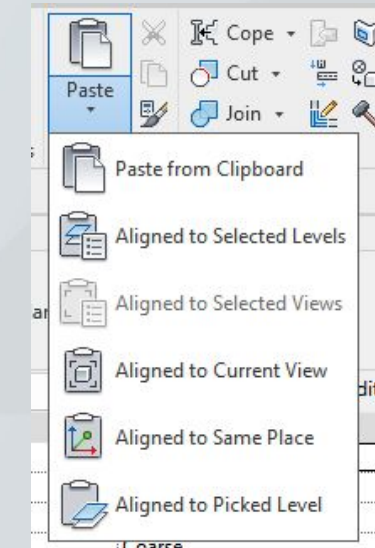 Paste
Cope
Cut
Join
Paste from Clipboard
Aligned to Selected Levels
Aligned to Selected Views
Aligned to Current View
Aligned to Same Place
Aligned to Picked Level
Coarse